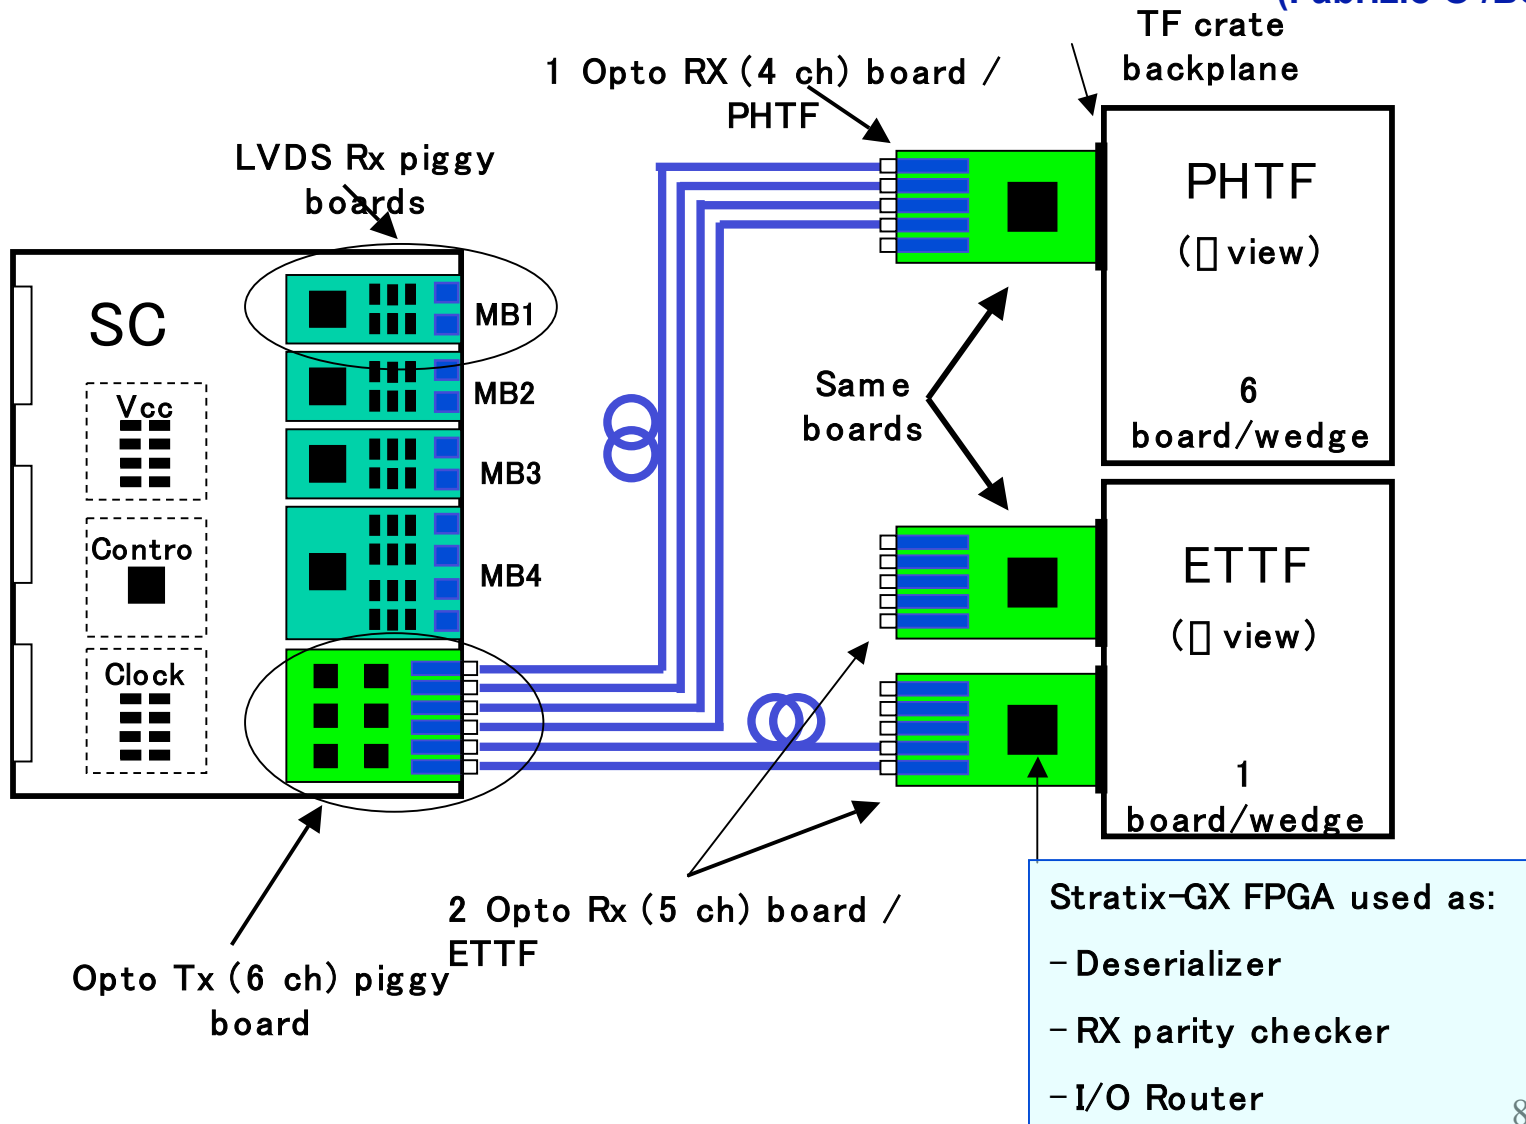 TF crate
backplane
1 Opto RX (4 ch) board /
PHTF
LVDS Rx piggy
boards
PHTF
(▯ view)
6
board/wedge
SC
MB1
MB2
MB3
MB4
Vcc
Contro
Clock
Same
boards
ETTF
(▯ view)
1
board/wedge
2 Opto Rx (5 ch) board /
ETTF
Opto Tx (6 ch) piggy
board
Stratix-GX FPGA used as:
-Deserializer
-RX parity checker
-I/O Router
8